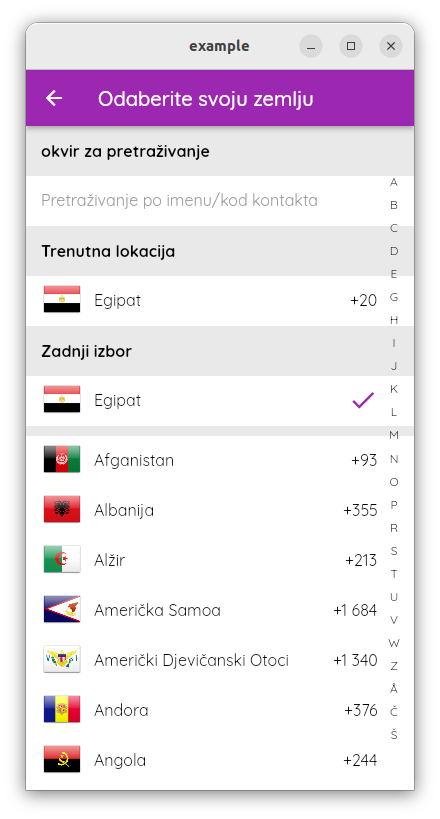 example
Odaberite svoju zemlju
okvir za pretraživanje
Pretraživanje po imenu/kod kontakta
Trenutna lokacija
Egipat +20
Zadnji izbor
Egipat
Afganistan +93
Albanija +355
Alžir +213
Američka Samoa +1 684
Američki Djevičanski Otoci +1 340
Andora +376
Angola +244
A
B
C
D
E
G
H
I
J
K
L
M
N
O
P
R
S
T
U
V
W
Z
Å
Č
Š